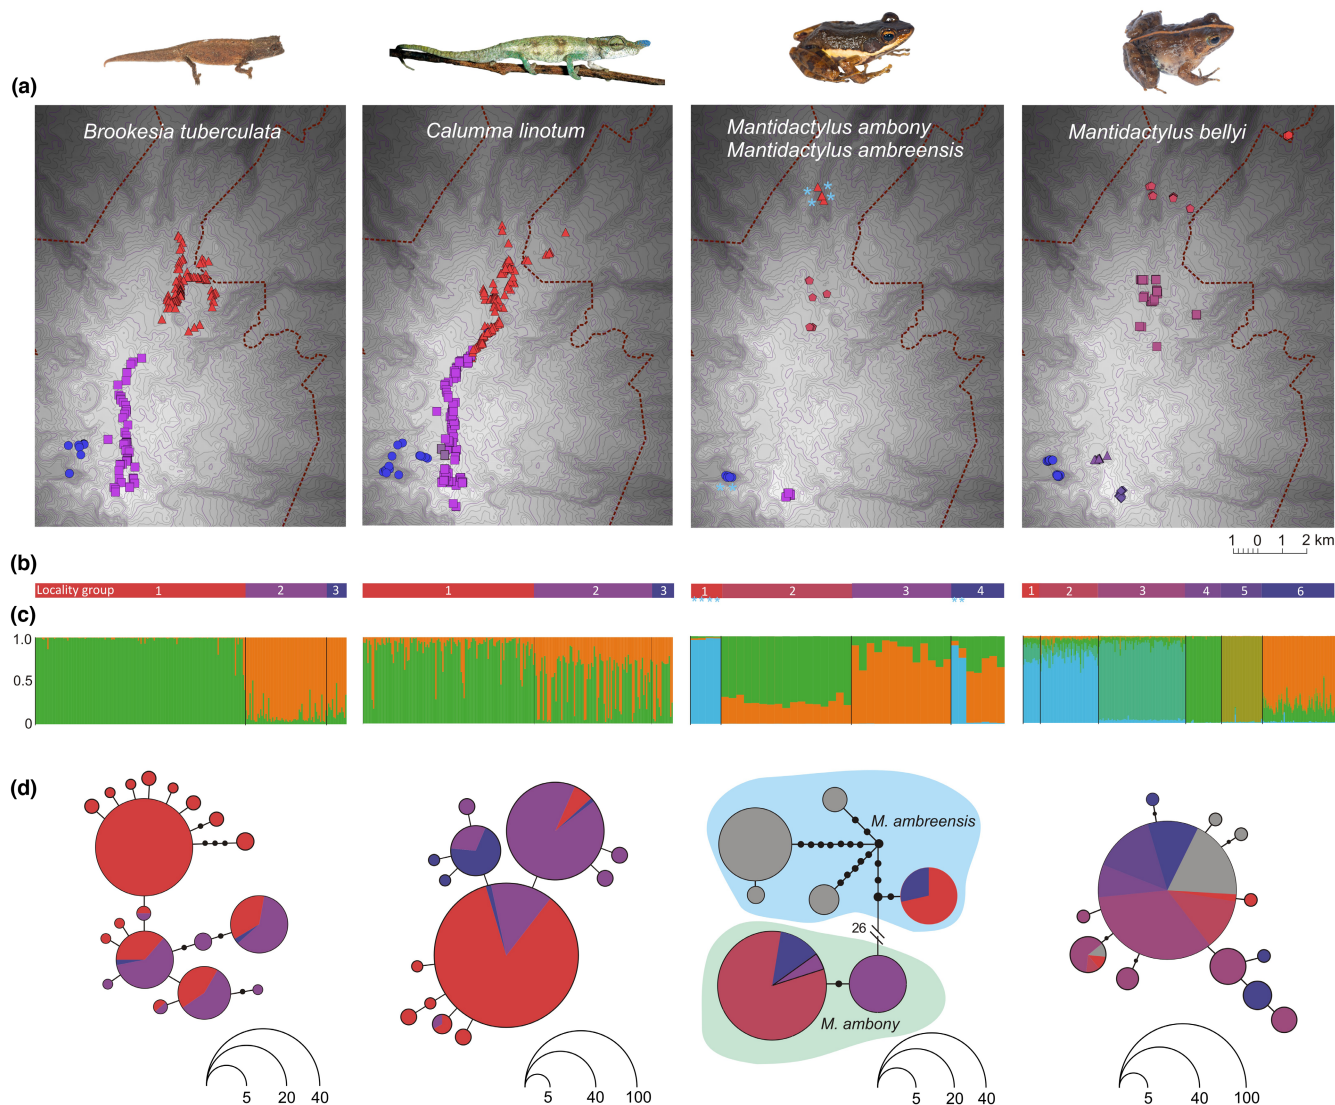 (a)
Brookesia tuberculata
Calumma linotum
Mantidactylus ambony
Mantidactylus ambreensis
Mantidactylus bellyi
1 0 1 2 km
(b)
Locality group 1 2 3
1 2 3
1 2 3 4
1 2 3 4 5 6
(c)
1.0
0.5
0
(d)
M. ambreensis
26
M. ambony
5 20 40
5 40 100
5 20 40
5 40 100